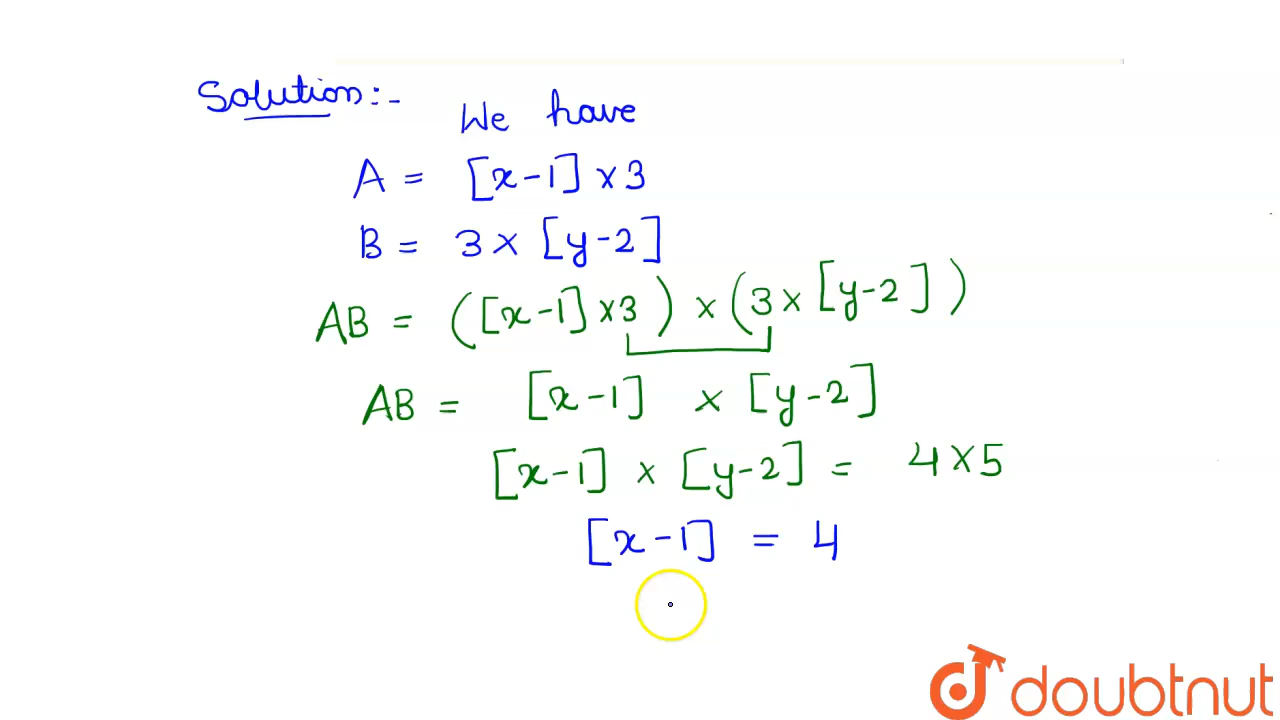 Solution:-
We have
A = [x-1] × 3
B = 3 × [y-2]
AB = ([x-1] × 3) × (3 × [y-2])
AB = [x-1] × [y-2]
[x-1] × [y-2] = 4 × 5
[x-1] = 4
doubtnut